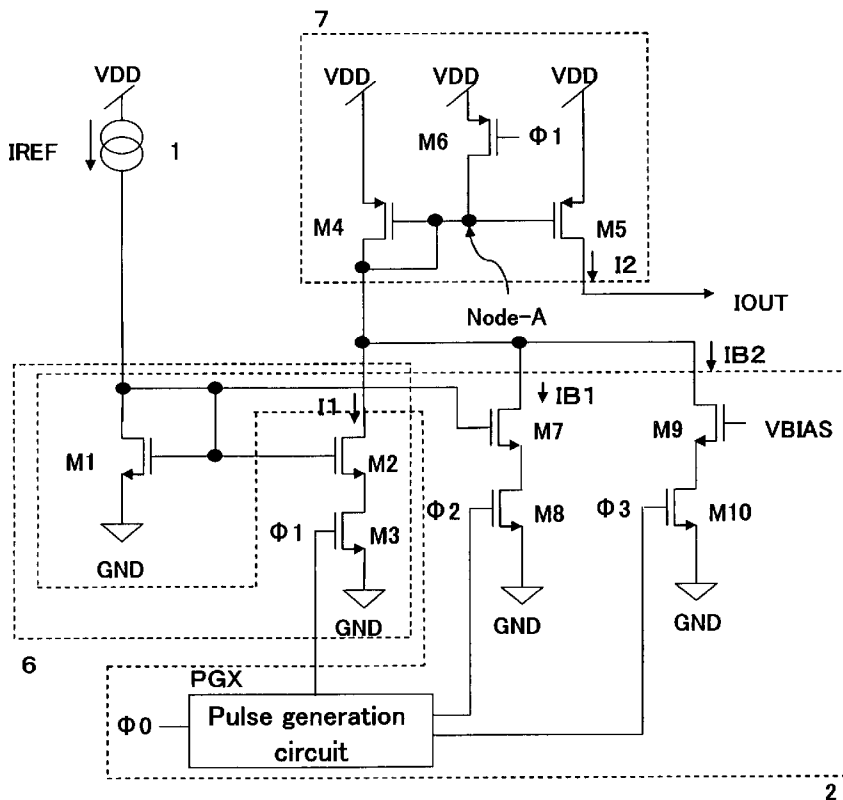 7
VDD
VDD
VDD
VDD
IREF
1
M6
Φ1
M4
M5
I2
Node-A
IOUT
IB2
I1
IB1
M1
M2
M7
M9
VBIAS
Φ1
M3
Φ2
M8
Φ3
M10
GND
GND
GND
GND
6
PGX
Φ0
Pulse generation
circuit
2